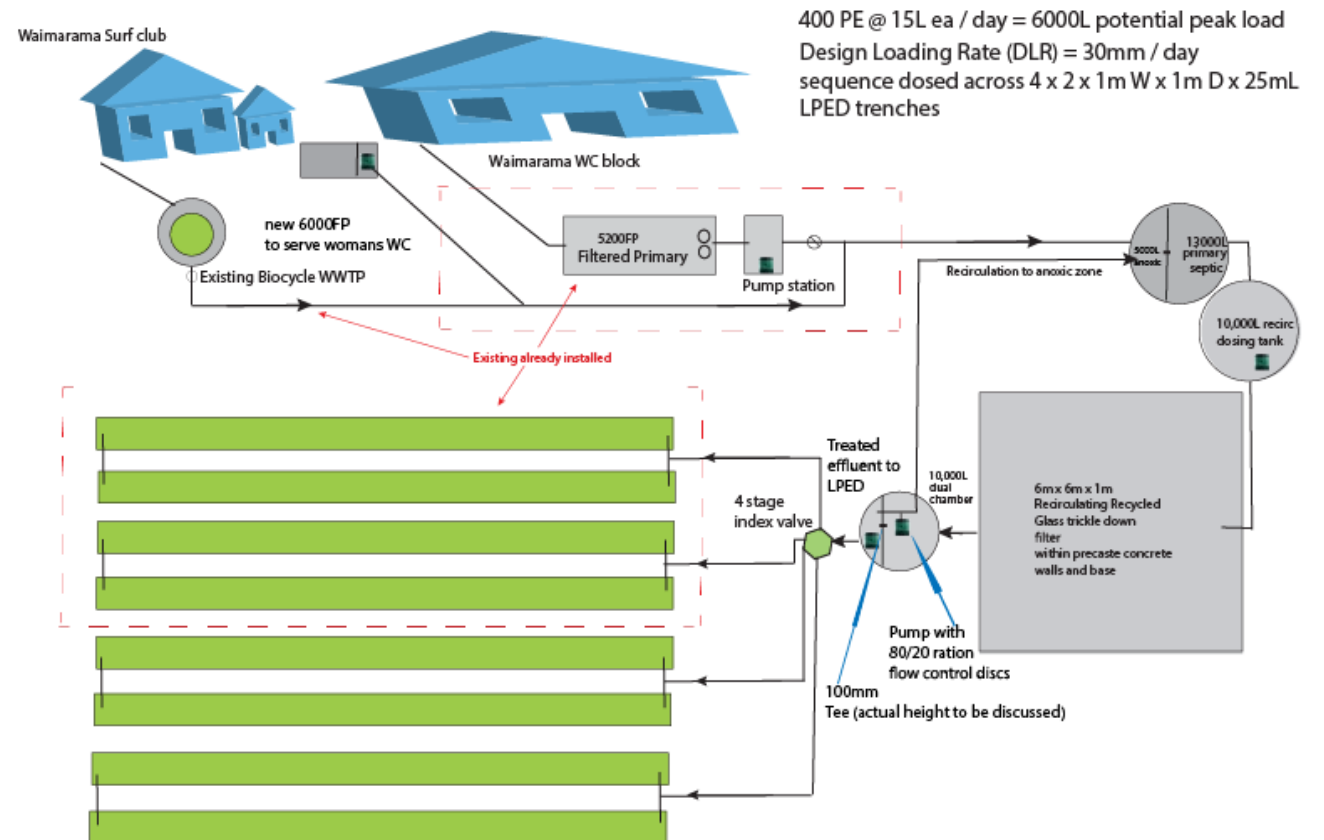 Waimarama Surf club
400 PE @ 15L ea / day = 6000L potential peak load
Design Loading Rate (DLR) = 30mm / day
sequence dosed across 4 x 2 x 1m W x 1m D x 25mL
LPED trenches
Waimarama WC block
new 6000FP
to serve womans WC
Existing Biocycle WWTP
5200FP
Filtered Primary
Pump station
Recirculation to anoxic zone
5000L
anoxic
13000L
primary
septic
10,000L recirc
dosing tank
Existing already installed
Treated
effluent to
LPED
4 stage
index valve
10,000L
dual
chamber
6m x 6m x 1m
Recirculating Recycled
Glass trickle down
filter
within precaste concrete
walls and base
Pump with
80/20 ration
flow control discs
100mm
Tee (actual height to be discussed)